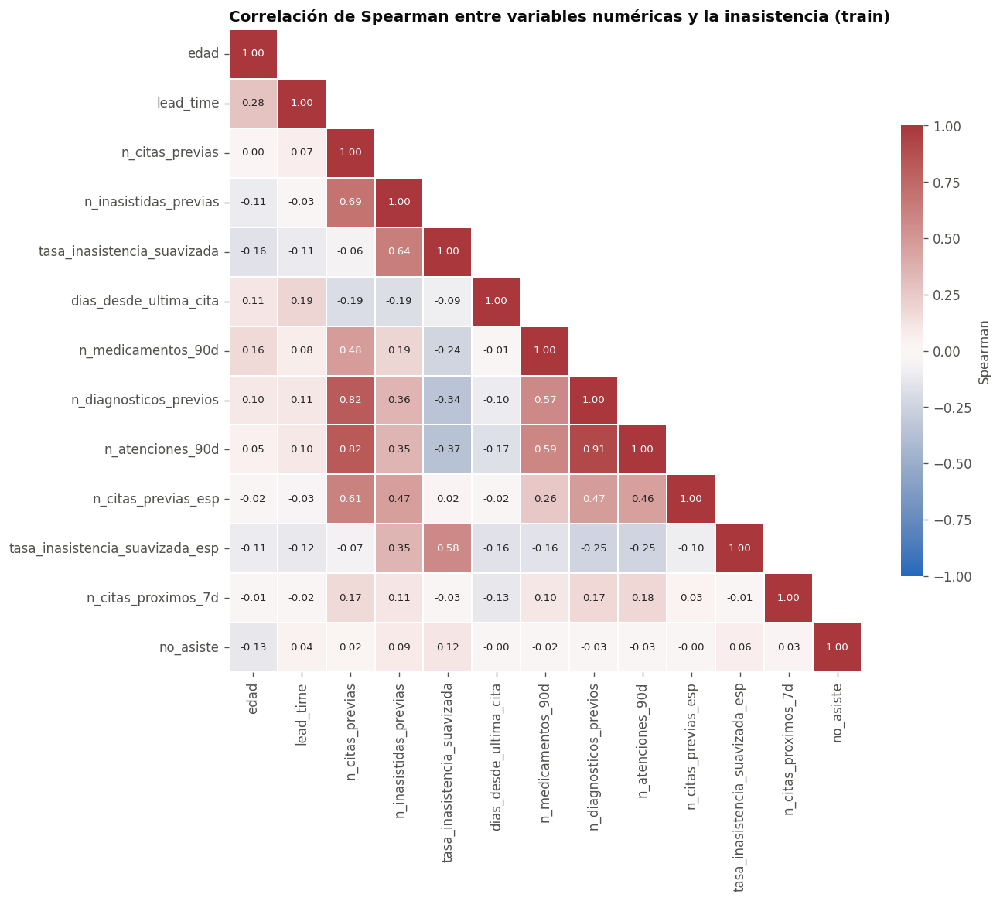 Correlación de Spearman entre variables numéricas y la inasistencia (train)
edad 1.00
lead_time 0.28 1.00
n_citas_previas 0.00 0.07 1.00
n_inasistidas_previas -0.11 -0.03 0.69 1.00
tasa_inasistencia_suavizada -0.16 -0.11 -0.06 0.64 1.00
dias_desde_ultima_cita 0.11 0.19 -0.19 -0.19 -0.09 1.00
n_medicamentos_90d 0.16 0.08 0.48 0.19 -0.24 -0.01 1.00
n_diagnosticos_previos 0.10 0.11 0.82 0.36 -0.34 -0.10 0.57 1.00
n_atenciones_90d 0.05 0.10 0.82 0.35 -0.37 -0.17 0.59 0.91 1.00
n_citas_previas_esp -0.02 -0.03 0.61 0.47 0.02 -0.02 0.26 0.47 0.46 1.00
tasa_inasistencia_suavizada_esp -0.11 -0.12 -0.07 0.35 0.58 -0.16 -0.16 -0.25 -0.25 -0.10 1.00
n_citas_proximos_7d -0.01 -0.02 0.17 0.11 -0.03 -0.13 0.10 0.17 0.18 0.03 -0.01 1.00
no_asiste -0.13 0.04 0.02 0.09 0.12 -0.00 -0.02 -0.03 -0.03 -0.00 0.06 0.03 1.00
edad
lead_time
n_citas_previas
n_inasistidas_previas
tasa_inasistencia_suavizada
dias_desde_ultima_cita
n_medicamentos_90d
n_diagnosticos_previos
n_atenciones_90d
n_citas_previas_esp
tasa_inasistencia_suavizada_esp
n_citas_proximos_7d
no_asiste
1.00
0.75
0.50
0.25
0.00
−0.25
−0.50
−0.75
−1.00
Spearman